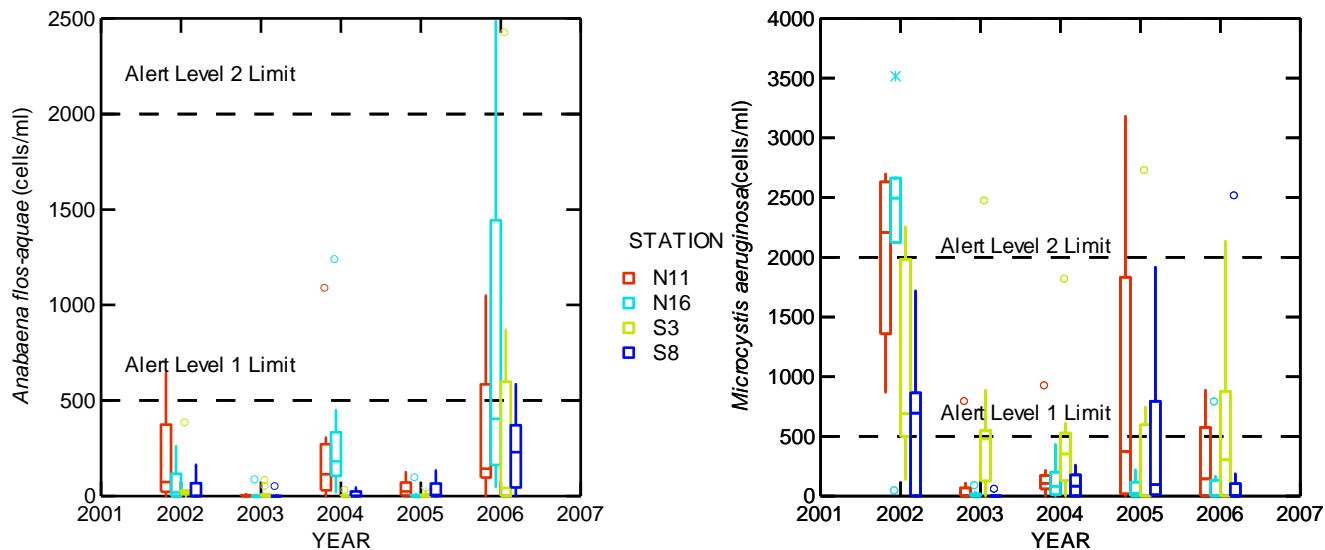 2500
2000
1500
1000
500
0
Anabaena flos-aquae (cells/ml)
Alert Level 2 Limit
Alert Level 1 Limit
2001 2002 2003 2004 2005 2006 2007
YEAR
STATION
N11
N16
S3
S8
4000
3500
3000
2500
2000
1500
1000
500
0
Microcystis aeruginosa(cells/ml)
Alert Level 2 Limit
Alert Level 1 Limit
2001 2002 2003 2004 2005 2006 2007
YEAR